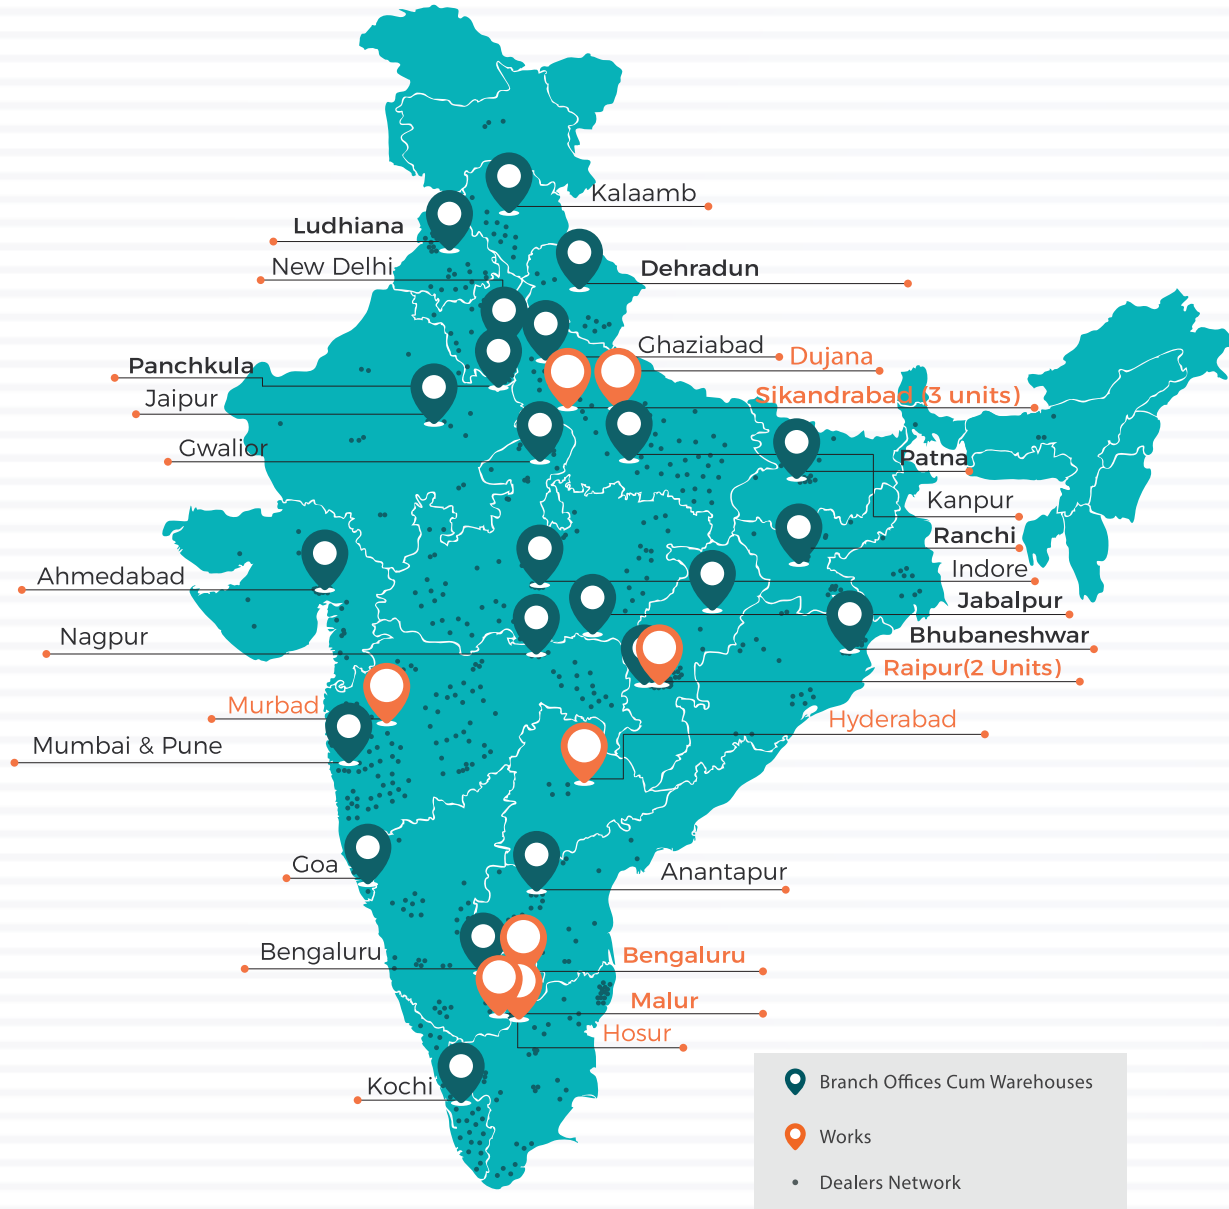 Kalaamb
Ludhiana
New Delhi
Dehradun
Ghaziabad
Dujana
Panchkula
Sikandrabad (3 units)
Jaipur
Gwalior
Patna
Kanpur
Ranchi
Indore
Ahmedabad
Jabalpur
Nagpur
Bhubaneshwar
Raipur(2 Units)
Murbad
Hyderabad
Mumbai & Pune
Goa
Anantapur
Bengaluru
Bengaluru
Malur
Hosur
Kochi
Branch Offices Cum Warehouses
Works
Dealers Network